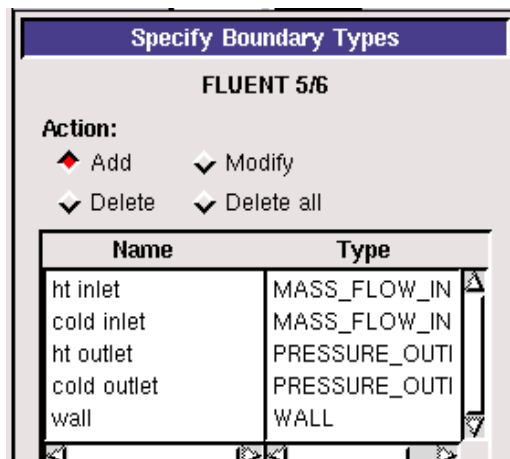 Specify Boundary Types
FLUENT 5/6
Action:
Add Modify
Delete Delete all
Name Type
ht inlet MASS_FLOW_IN
cold inlet MASS_FLOW_IN
ht outlet PRESSURE_OUTI
cold outlet PRESSURE_OUTI
wall WALL